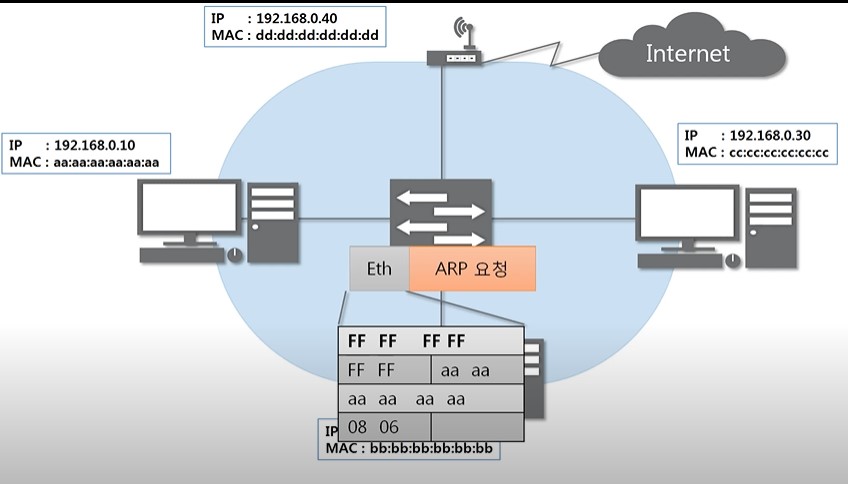 IP : 192.168.0.40
MAC : dd:dd:dd:dd:dd:dd
Internet
IP : 192.168.0.10
MAC : aa:aa:aa:aa:aa:aa
IP : 192.168.0.30
MAC : cc:cc:cc:cc:cc:cc
Eth ARP 요청
FF FF FF FF
FF FF aa aa
aa aa aa aa
08 06
IP
MAC : bb:bb:bb:bb:bb:bb